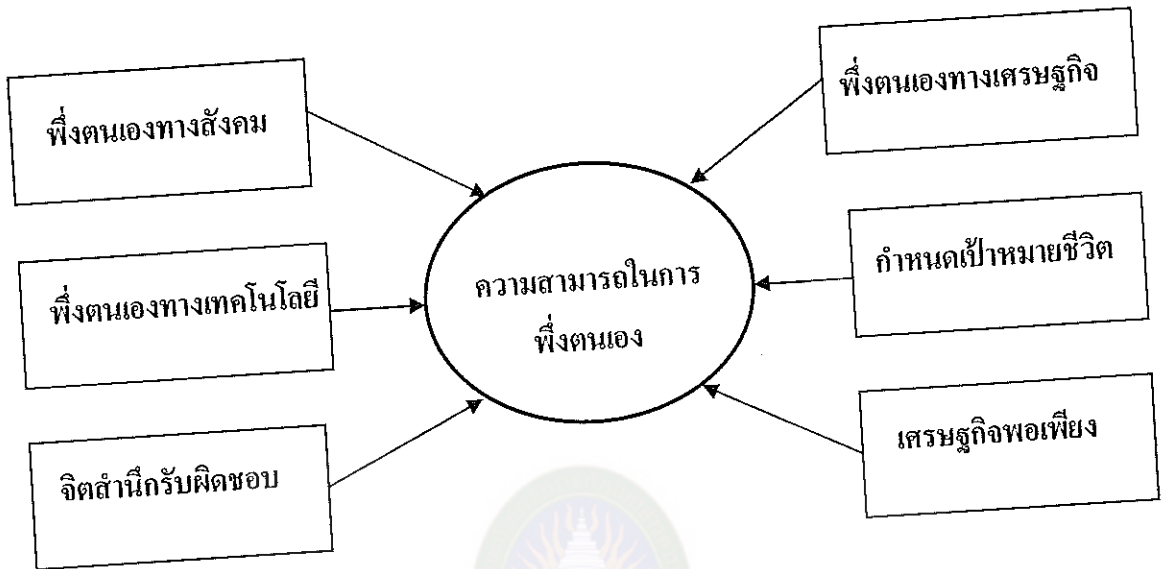 พึ่งตนเองทางสังคม
พึ่งตนเองทางเศรษฐกิจ
พึ่งตนเองทางเทคโนโลยี
ความสามารถในการ
พึ่งตนเอง
กำหนดเป้าหมายชีวิต
จิตสำนึกรับผิดชอบ
เศรษฐกิจพอเพียง